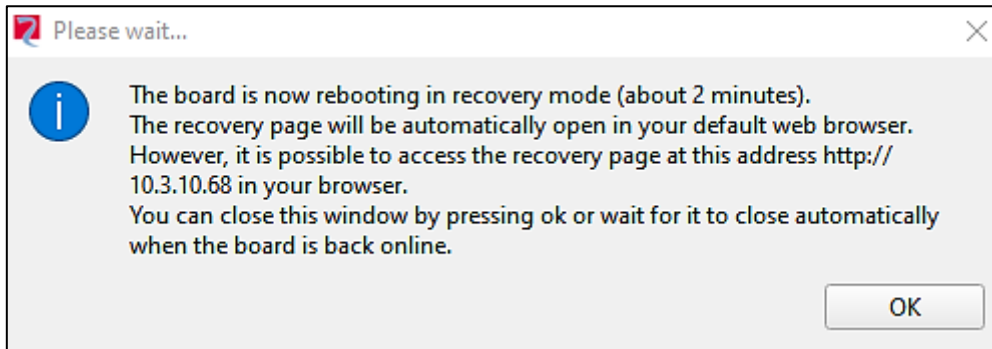 Please wait...
The board is now rebooting in recovery mode (about 2 minutes).
The recovery page will be automatically open in your default web browser.
However, it is possible to access the recovery page at this address http://
10.3.10.68 in your browser.
You can close this window by pressing ok or wait for it to close automatically
when the board is back online.
OK